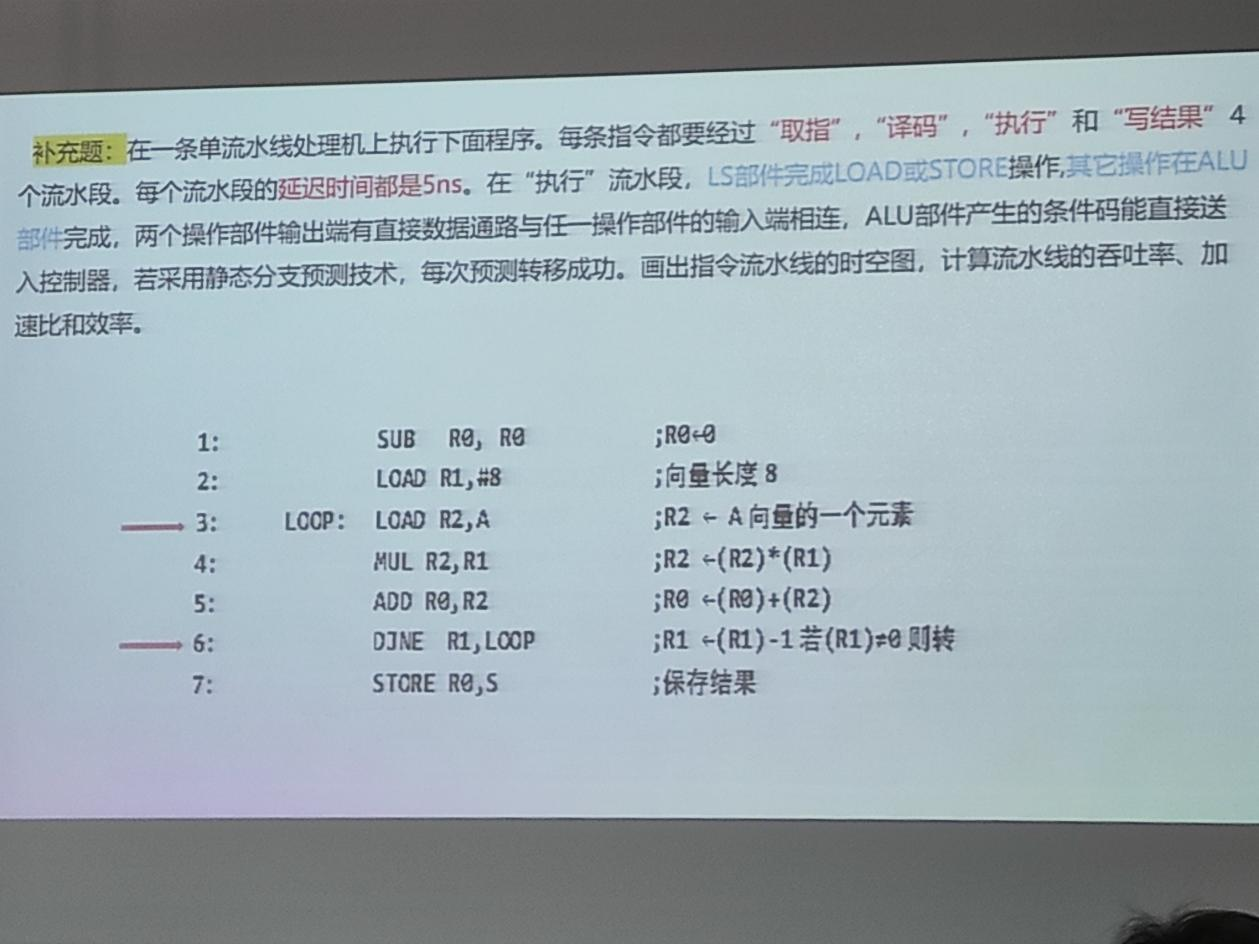 补充题：在一条单流水线处理机上执行下面程序。每条指令都要经过“取指”，“译码”，“执行”和“写结果”4
个流水段。每个流水段的延迟时间都是5ns。在“执行”流水段，LS部件完成LOAD或STORE操作,其它操作在ALU
部件完成，两个操作部件输出端有直接数据通路与任一操作部件的输入端相连，ALU部件产生的条件码能直接送
入控制器，若采用静态分支预测技术，每次预测转移成功。画出指令流水线的时空图，计算流水线的吞吐率、加
速比和效率。
1: SUB R0, R0 ;R0←0
2: LOAD R1,#8 ;向量长度 8
3: LOOP: LOAD R2,A ;R2 ← A 向量的一个元素
4: MUL R2,R1 ;R2 ←(R2)*(R1)
5: ADD R0,R2 ;R0 ←(R0)+(R2)
6: DJNE R1,LOOP ;R1 ←(R1)-1 若(R1)≠0 则转
7: STORE R0,S ;保存结果